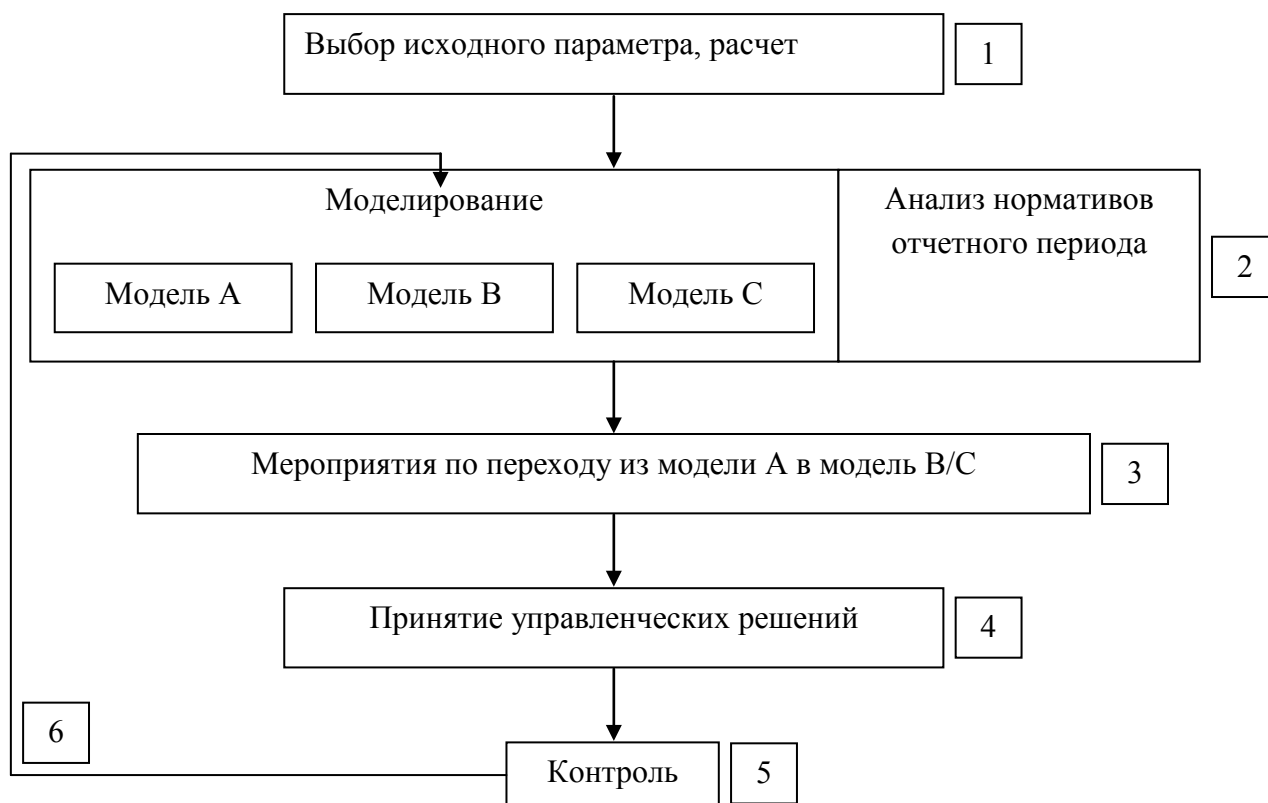 Выбор исходного параметра, расчет
1
Моделирование
Анализ нормативов
отчетного периода
2
Модель А
Модель В
Модель С
Мероприятия по переходу из модели А в модель В/С
3
Принятие управленческих решений
4
6
Контроль
5